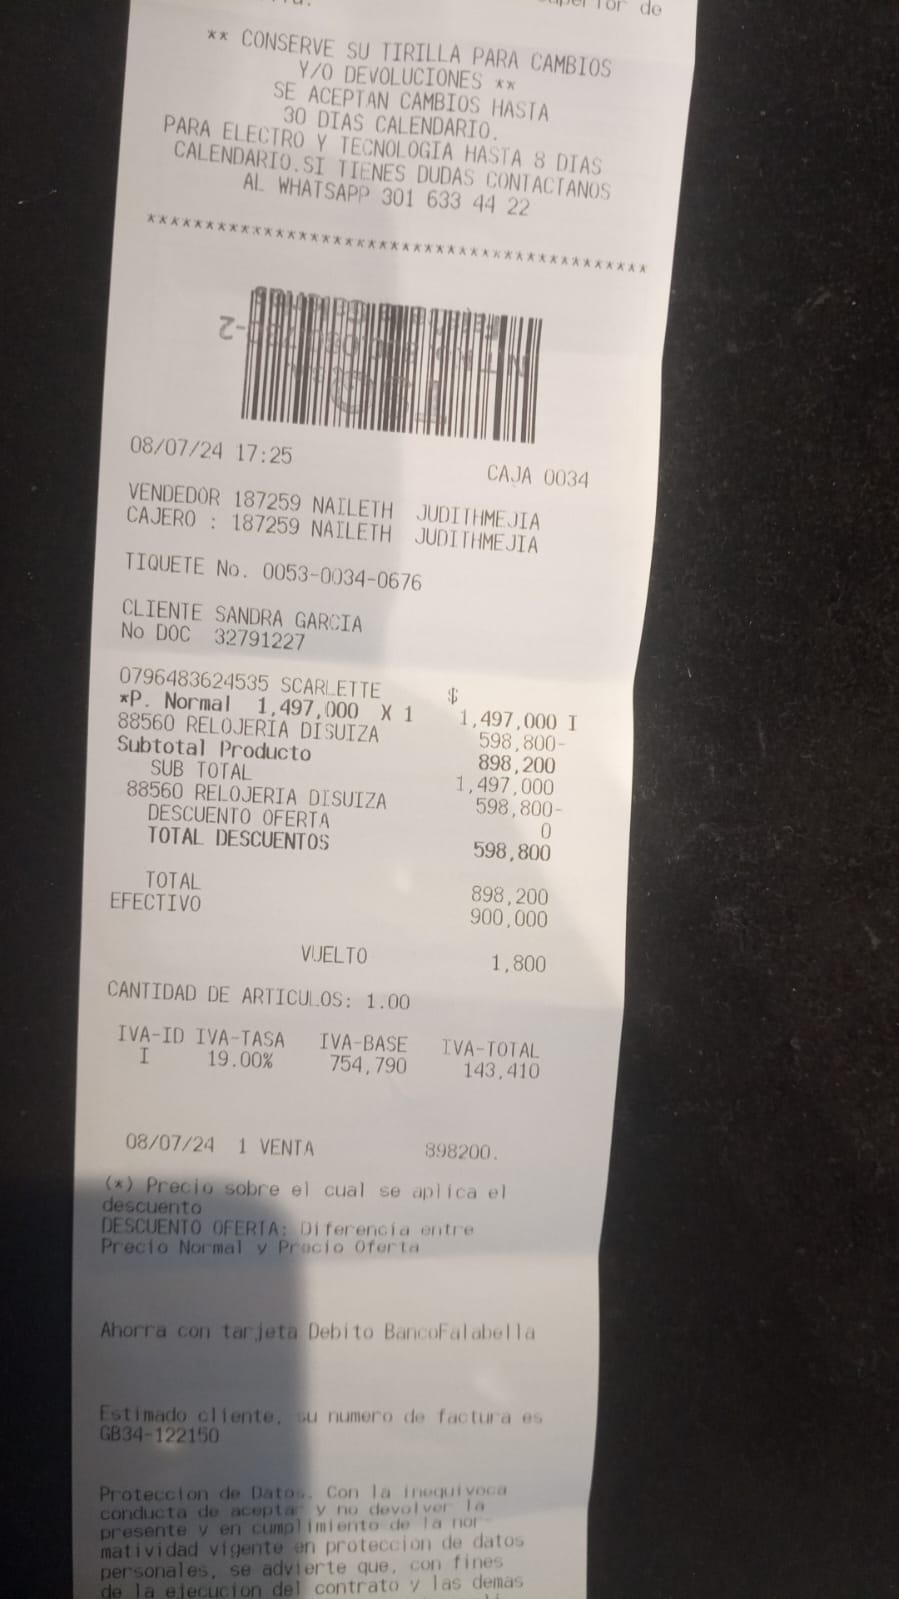 Superior de
** CONSERVE SU TIRILLA PARA CAMBIOS
Y/O DEVOLUCIONES **
SE ACEPTAN CAMBIOS HASTA
30 DIAS CALENDARIO.
PARA ELECTRO Y TECNOLOGIA HASTA 8 DIAS
CALENDARIO.SI TIENES DUDAS CONTACTANOS
AL WHATSAPP 301 633 44 22
*******************************************
08/07/24 17:25 CAJA 0034
VENDEDOR 187259 NAILETH JUDITHMEJIA
CAJERO : 187259 NAILETH JUDITHMEJIA
TIQUETE No. 0053-0034-0676
CLIENTE SANDRA GARCIA
No DOC 32791227
0796483624535 SCARLETTE $
*P. Normal 1,497,000 X 1 1,497,000 I
88560 RELOJERIA DISUIZA 598,800-
Subtotal Producto 898,200
SUB TOTAL 1,497,000
88560 RELOJERIA DISUIZA 598,800-
DESCUENTO OFERTA 0
TOTAL DESCUENTOS 598,800
TOTAL 898,200
EFECTIVO 900,000
VUELTO 1,800
CANTIDAD DE ARTICULOS: 1.00
IVA-ID IVA-TASA IVA-BASE IVA-TOTAL
I 19.00% 754,790 143,410
08/07/24 1 VENTA 898200.
(*) Precio sobre el cual se aplica el
descuento
DESCUENTO OFERTA: Diferencia entre
Precio Normal y Precio Oferta
Ahorra con tarjeta Debito BancoFalabella
Estimado cliente, su numero de factura es
GB34-122150
Proteccion de Datos. Con la inequivoca
conducta de aceptar y no devolver la
presente y en cumplimiento de la nor-
matividad vigente en proteccion de datos
personales, se advierte que, con fines
de la ejecucion del contrato y las demas